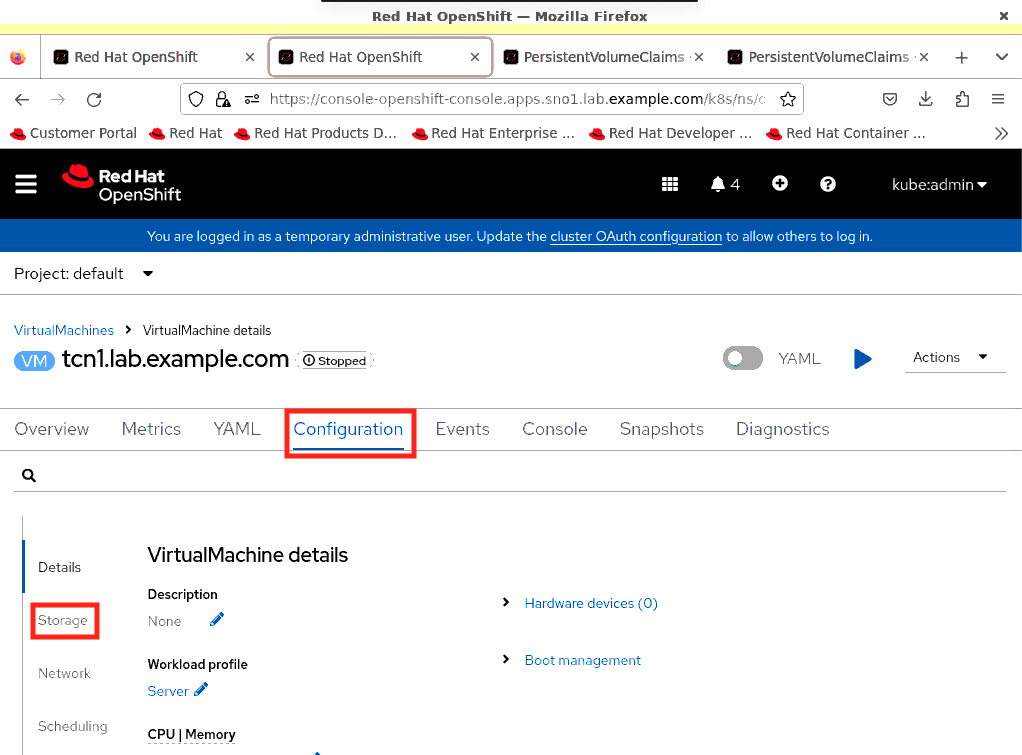 Red Hat OpenShift — Mozilla Firefox
Red Hat OpenShift
Red Hat OpenShift
PersistentVolumeClaims ·
PersistentVolumeClaims ·
https://console-openshift-console.apps.sno1.lab.example.com/k8s/ns/c
Customer Portal
Red Hat
Red Hat Products D...
Red Hat Enterprise ...
Red Hat Developer ...
Red Hat Container ...
Red Hat
OpenShift
4
kube:admin
You are logged in as a temporary administrative user. Update the cluster OAuth configuration to allow others to log in.
Project: default
VirtualMachines
VirtualMachine details
VM tcn1.lab.example.com
Stopped
YAML
Actions
Overview
Metrics
YAML
Configuration
Events
Console
Snapshots
Diagnostics
Details
Storage
Network
Scheduling
VirtualMachine details
Description
None
Workload profile
Server
CPU | Memory
Hardware devices (0)
Boot management